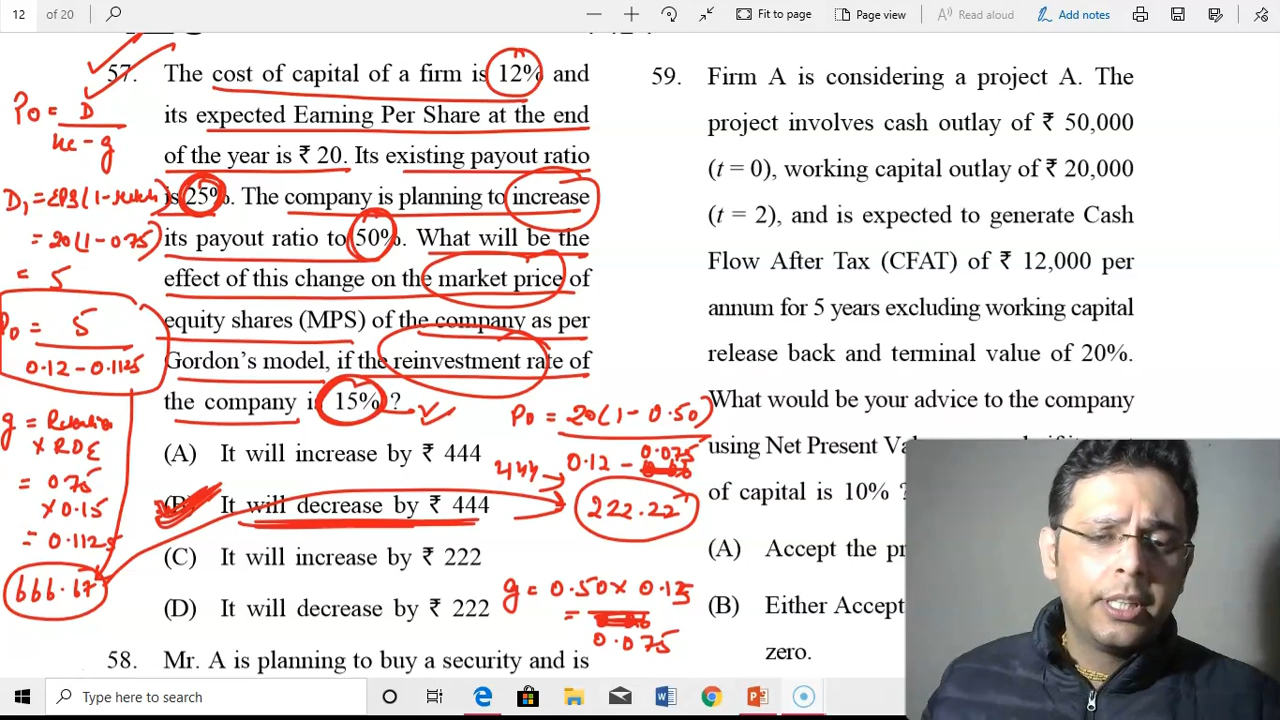 12 of 20
Fit to page
Page view
Read aloud
Add notes
57. The cost of capital of a firm is 12% and
its expected Earning Per Share at the end
of the year is ₹ 20. Its existing payout ratio
is 25%. The company is planning to increase
its payout ratio to 50%. What will be the
effect of this change on the market price of
equity shares (MPS) of the company as per
Gordon's model, if the reinvestment rate of
the company is 15% ?
(A) It will increase by ₹ 444
(B) It will decrease by ₹ 444
(C) It will increase by ₹ 222
(D) It will decrease by ₹ 222
58. Mr. A is planning to buy a security and is
P0 = D
ke - g
D1 = EPS(1 -
= 20(1 - 0.75)
= 5
P0 = 5
0.12 - 0.1125
g = Retention
× ROE
= 0.75
× 0.15
= 0.1125
666.67
P0 = 20(1 - 0.50)
0.12 - 0.075
444
222.22
g = 0.50 × 0.15
=
0.075
59. Firm A is considering a project A. The
project involves cash outlay of ₹ 50,000
(t = 0), working capital outlay of ₹ 20,000
(t = 2), and is expected to generate Cash
Flow After Tax (CFAT) of ₹ 12,000 per
annum for 5 years excluding working capital
release back and terminal value of 20%.
What would be your advice to the company
using Net Present
of capital is 10% ?
(A) Accept the
(B) Either Accept
zero.
Type here to search